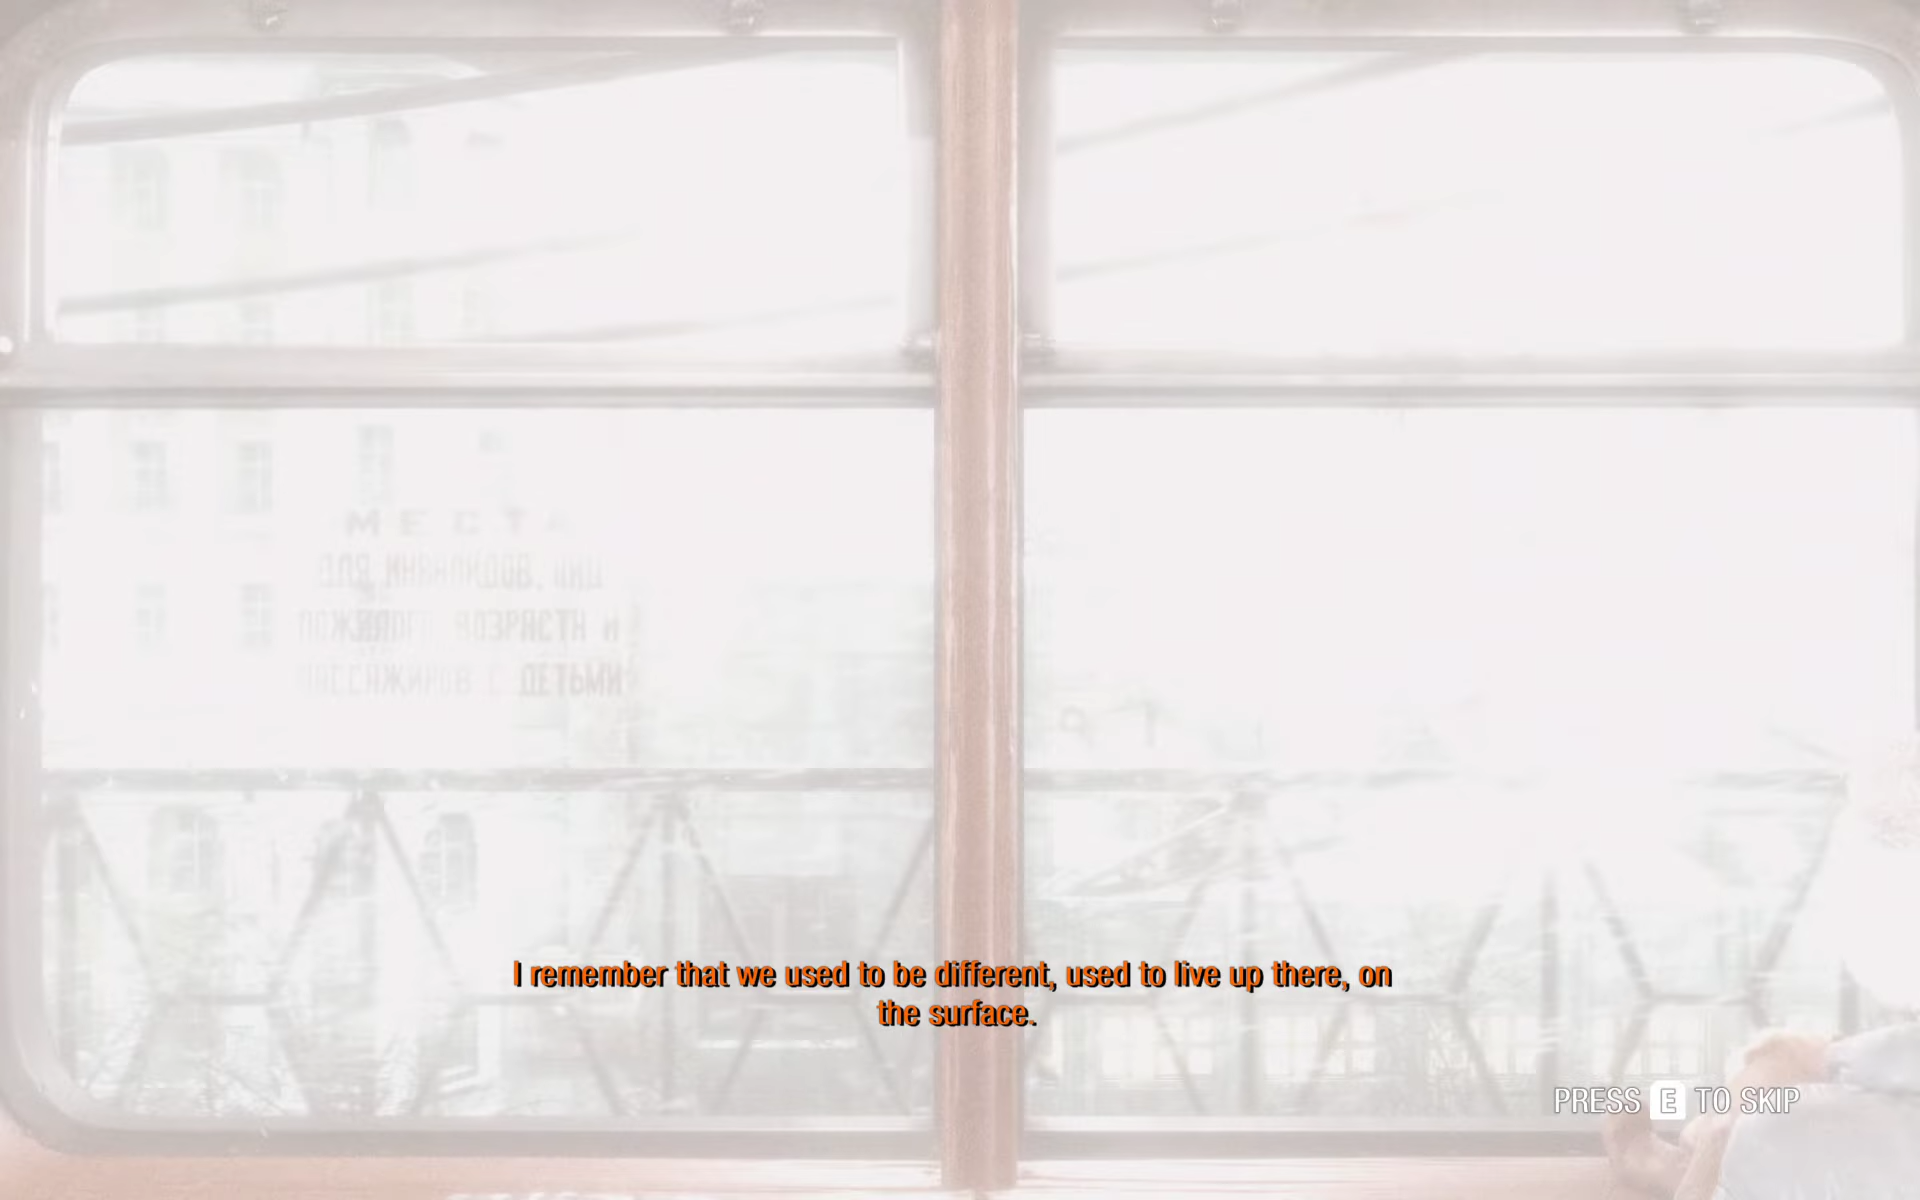 МЕСТА
ДЛЯ ИНВАЛИДОВ, ЛИЦ
ПОЖИЛОГО ВОЗРАСТА И
ПАССАЖИРОВ С ДЕТЬМИ
I remember that we used to be different, used to live up there, on
the surface.
PRESS E TO SKIP